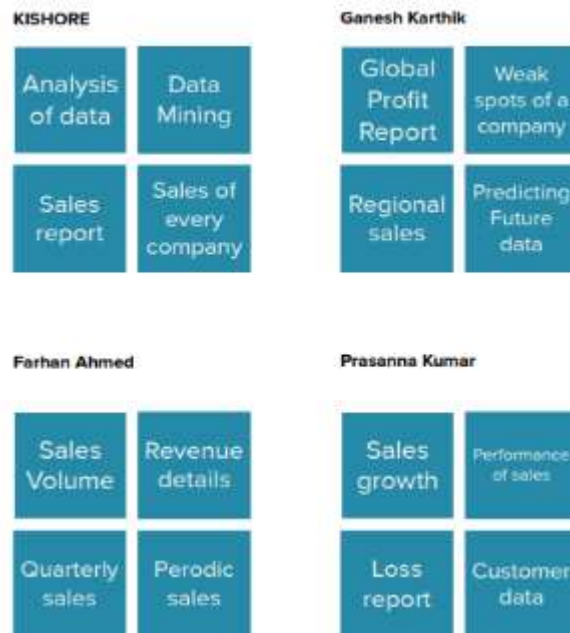 KISHORE
Analysis
of data
Data
Mining
Sales
report
Sales of
every
company
Ganesh Karthik
Global
Profit
Report
Weak
spots of a
company
Regional
sales
Predicting
Future
data
Farhan Ahmed
Sales
Volume
Revenue
details
Quarterly
sales
Perodic
sales
Prasanna Kumar
Sales
growth
Performance
of sales
Loss
report
Customer
data